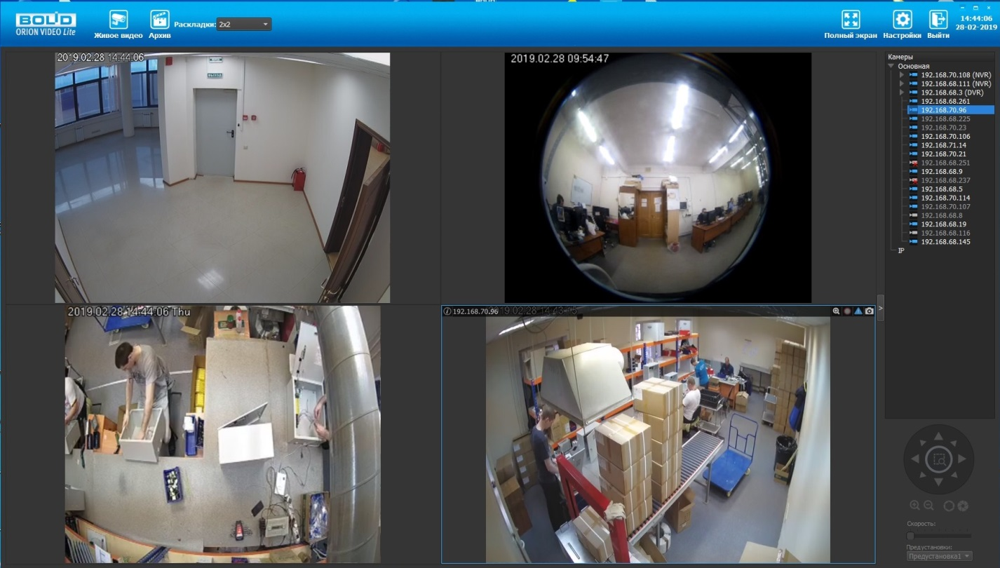 BOLID
ORION VIDEO Lite
Живое видео
Архив
Раскладки:
2x2
Полный экран
Настройки
Выйти
14:44:06
28-02-2019
2019.02.28 14:44:06
ВЫХОД
2019.02.28 09:54:47
2019.02.28 14:44:06 Thu
192.168.70.96
Камеры
Основная
192.168.70.108 (NVR)
192.168.68.111 (NVR)
192.168.68.3 (DVR)
192.168.68.261
192.168.70.96
192.168.68.225
192.168.70.23
192.168.70.106
192.168.71.14
192.168.70.21
192.168.68.251
192.168.68.9
192.168.68.237
192.168.68.5
192.168.70.114
192.168.70.107
192.168.68.8
192.168.68.19
192.168.68.116
192.168.68.145
IP
>
Скорость:
Предустановки:
Предустановка1